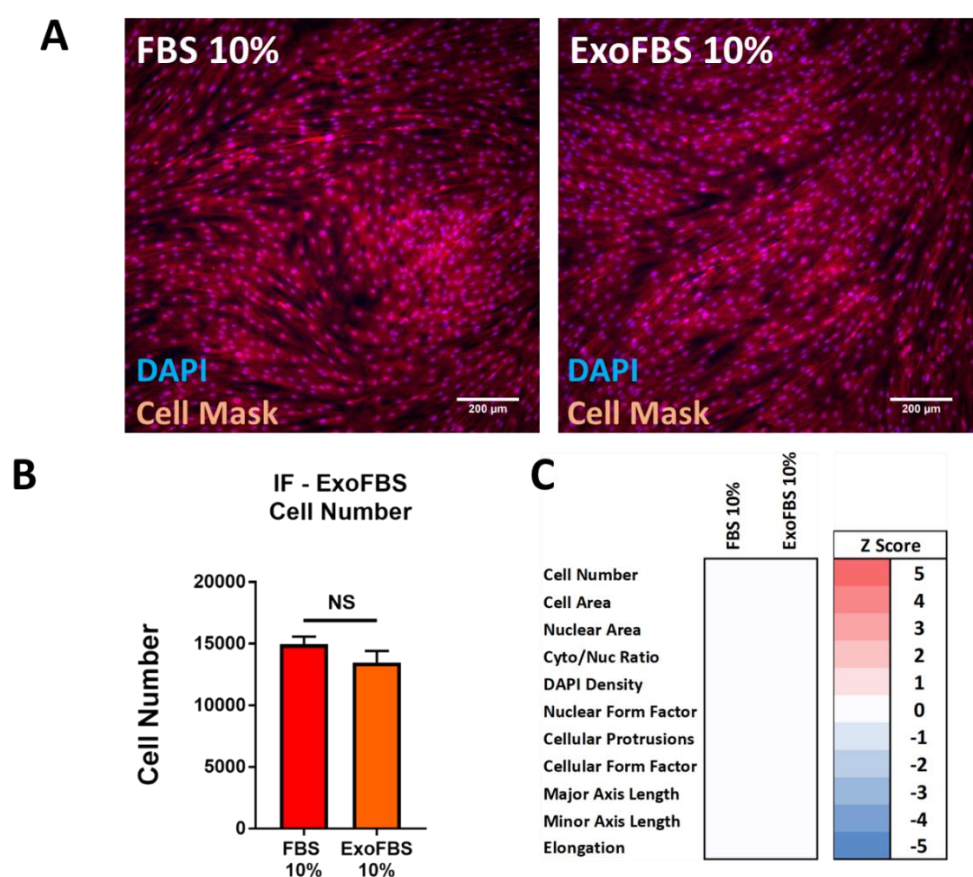 A
FBS 10%
DAPI
Cell Mask
200 μm
ExoFBS 10%
DAPI
Cell Mask
200 μm
B
IF - ExoFBS
Cell Number
Cell Number
20000
15000
10000
5000
0
NS
FBS
10%
ExoFBS
10%
C
FBS 10%
ExoFBS 10%
Cell Number
Cell Area
Nuclear Area
Cyto/Nuc Ratio
DAPI Density
Nuclear Form Factor
Cellular Protrusions
Cellular Form Factor
Major Axis Length
Minor Axis Length
Elongation
Z Score
5
4
3
2
1
0
-1
-2
-3
-4
-5